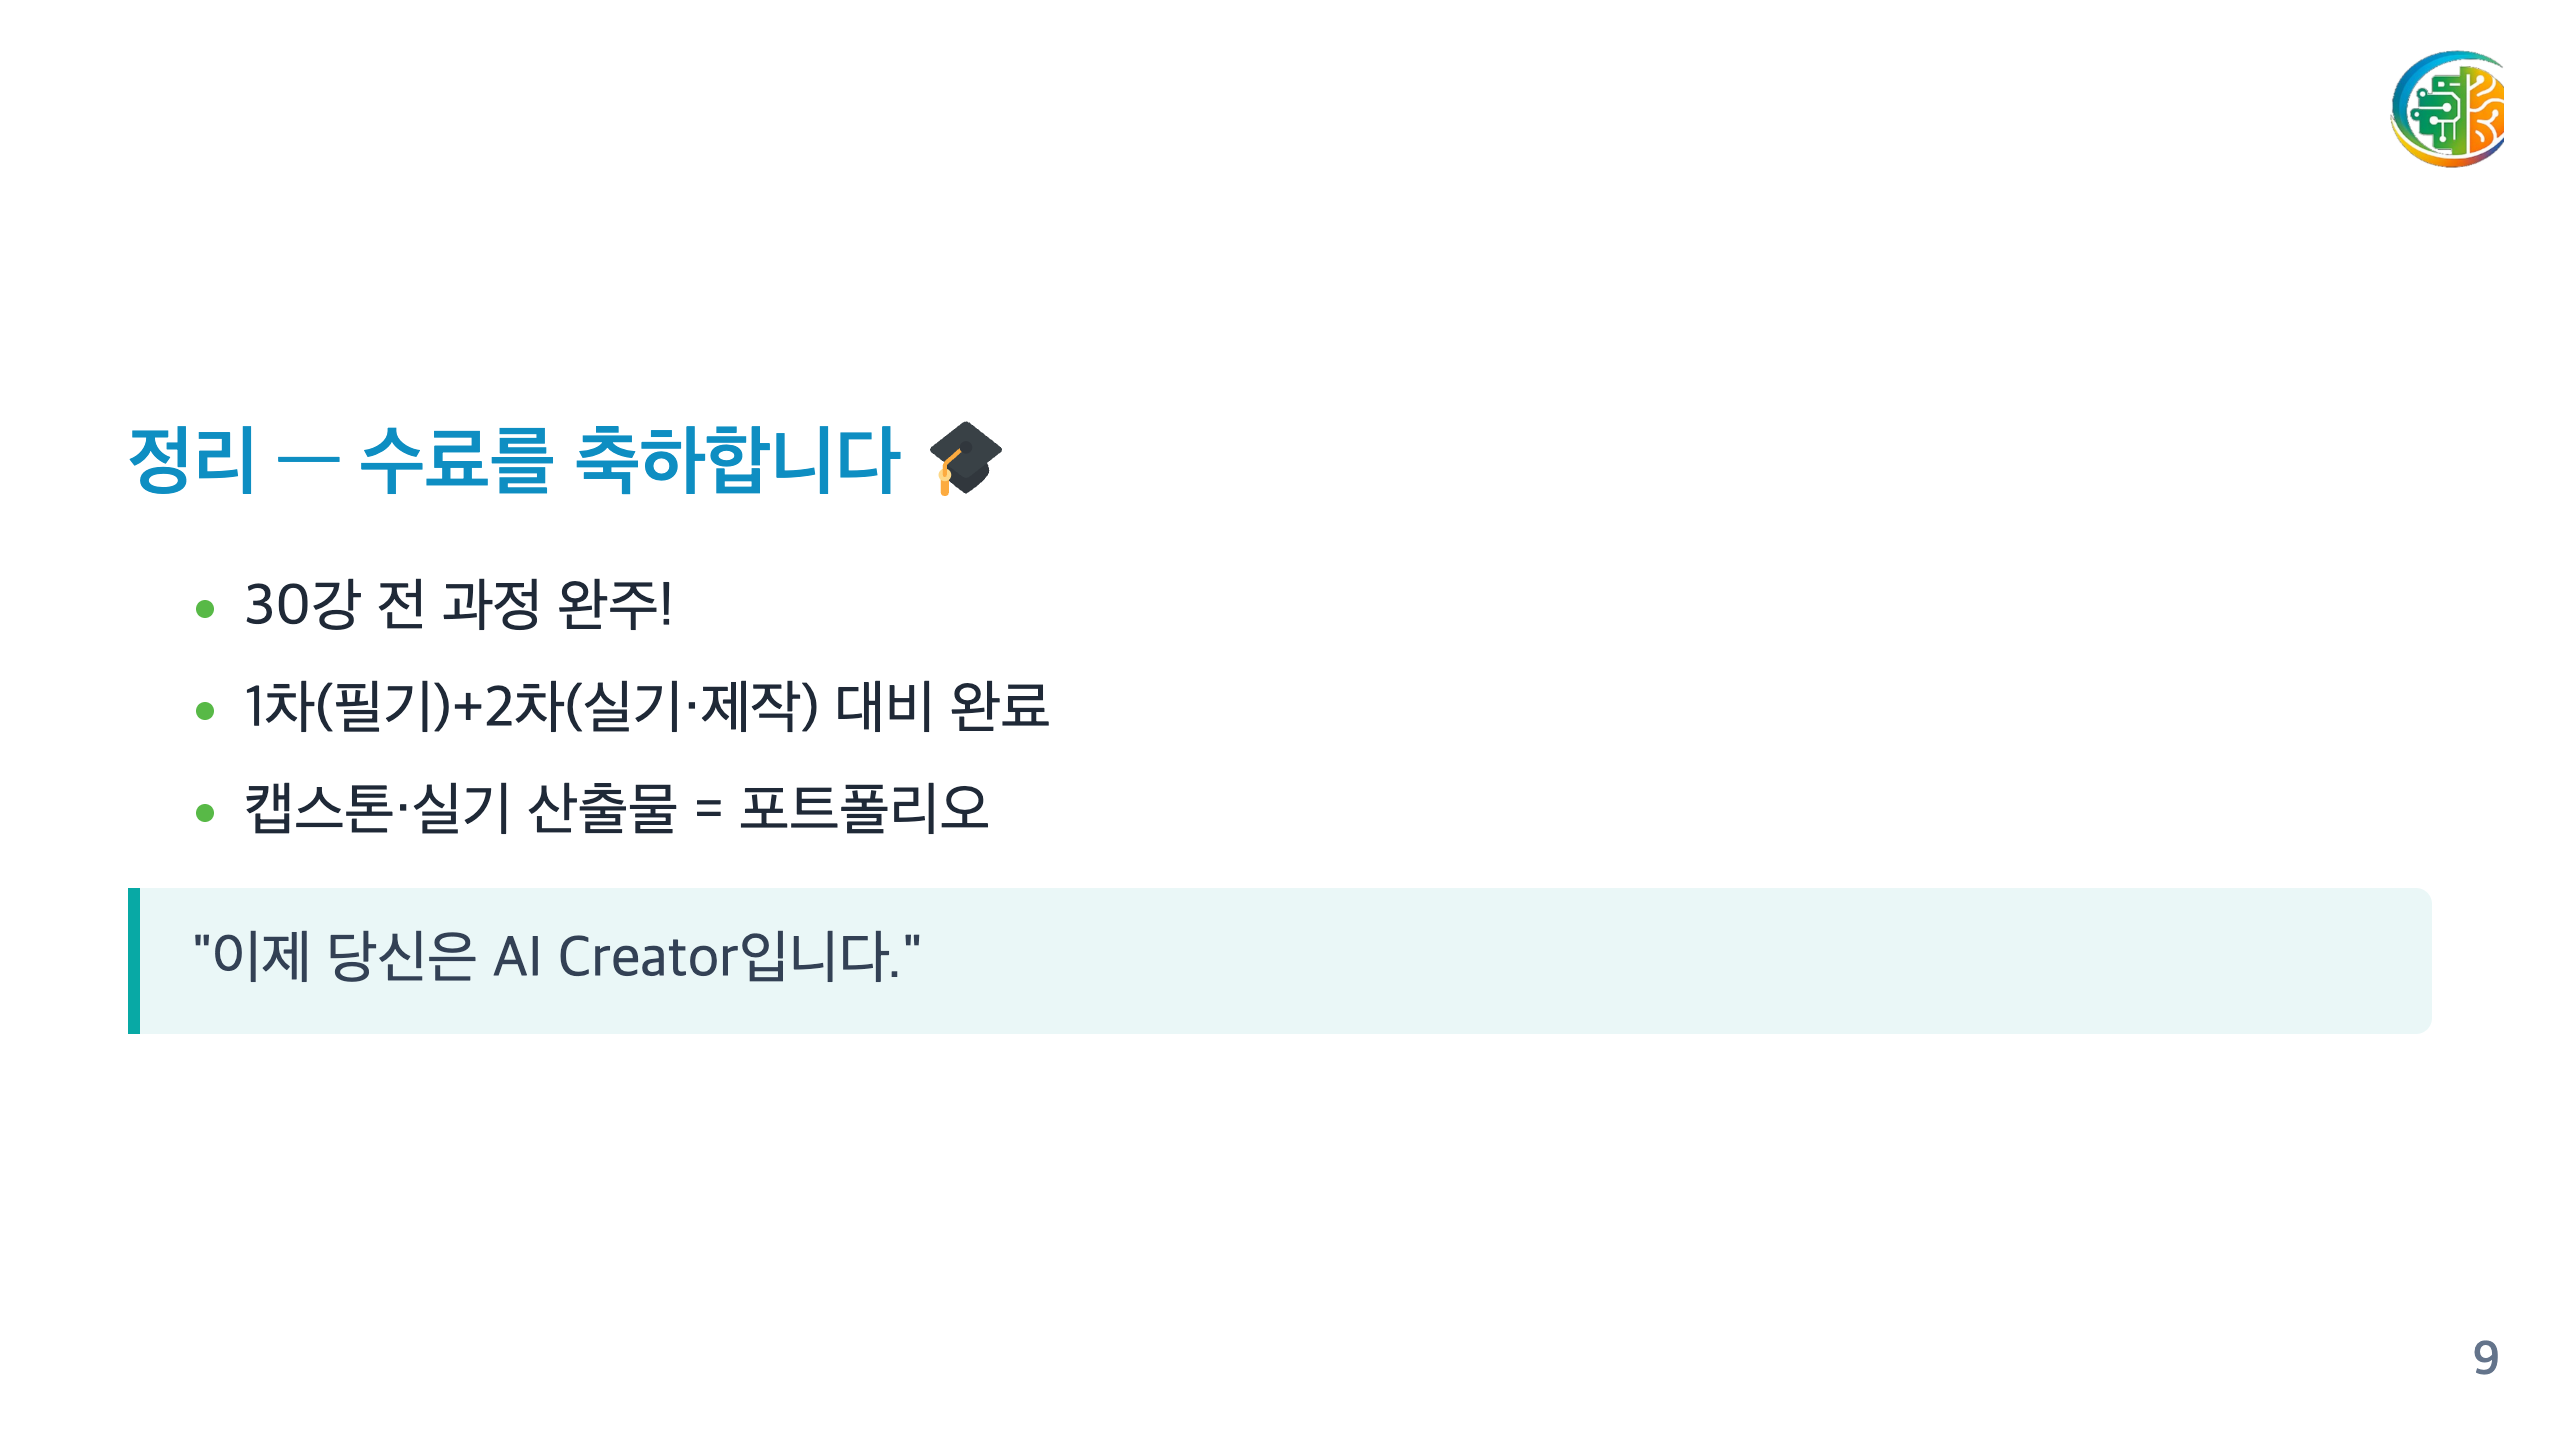 정리 — 수료를 축하합니다 🎓
• 30강 전 과정 완주!
• 1차(필기)+2차(실기·제작) 대비 완료
• 캡스톤·실기 산출물 = 포트폴리오
"이제 당신은 AI Creator입니다."
9